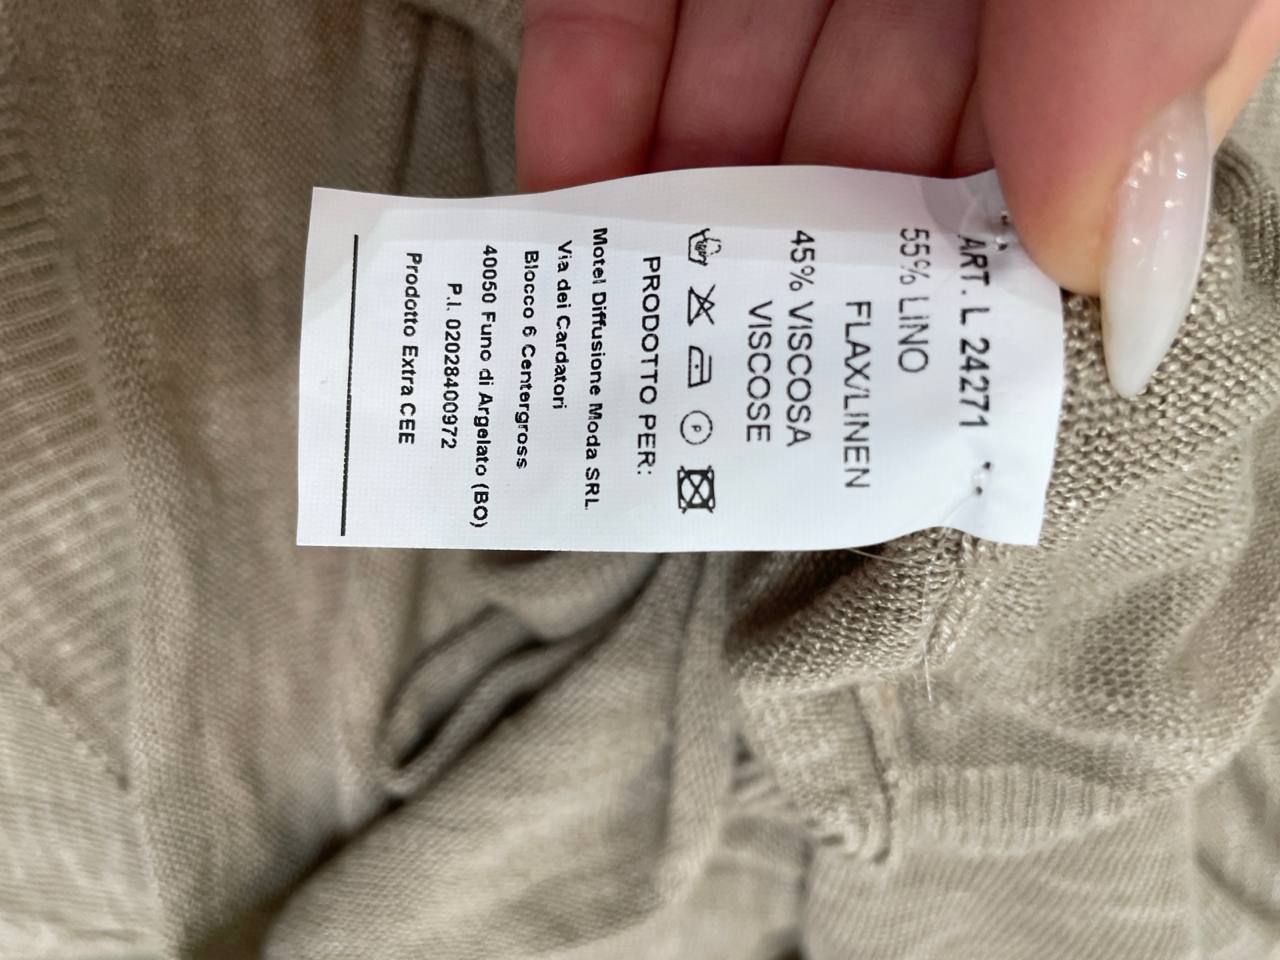 ART. L 24271
55% LINO
FLAX/LINEN
45% VISCOSA
VISCOSE
P
PRODOTTO PER:
Motel Diffusione Moda SRL
Via dei Cardatori
Blocco 6 Centergross
40050 Funo di Argelato (BO)
P.I. 02028400972
Prodotto Extra CEE